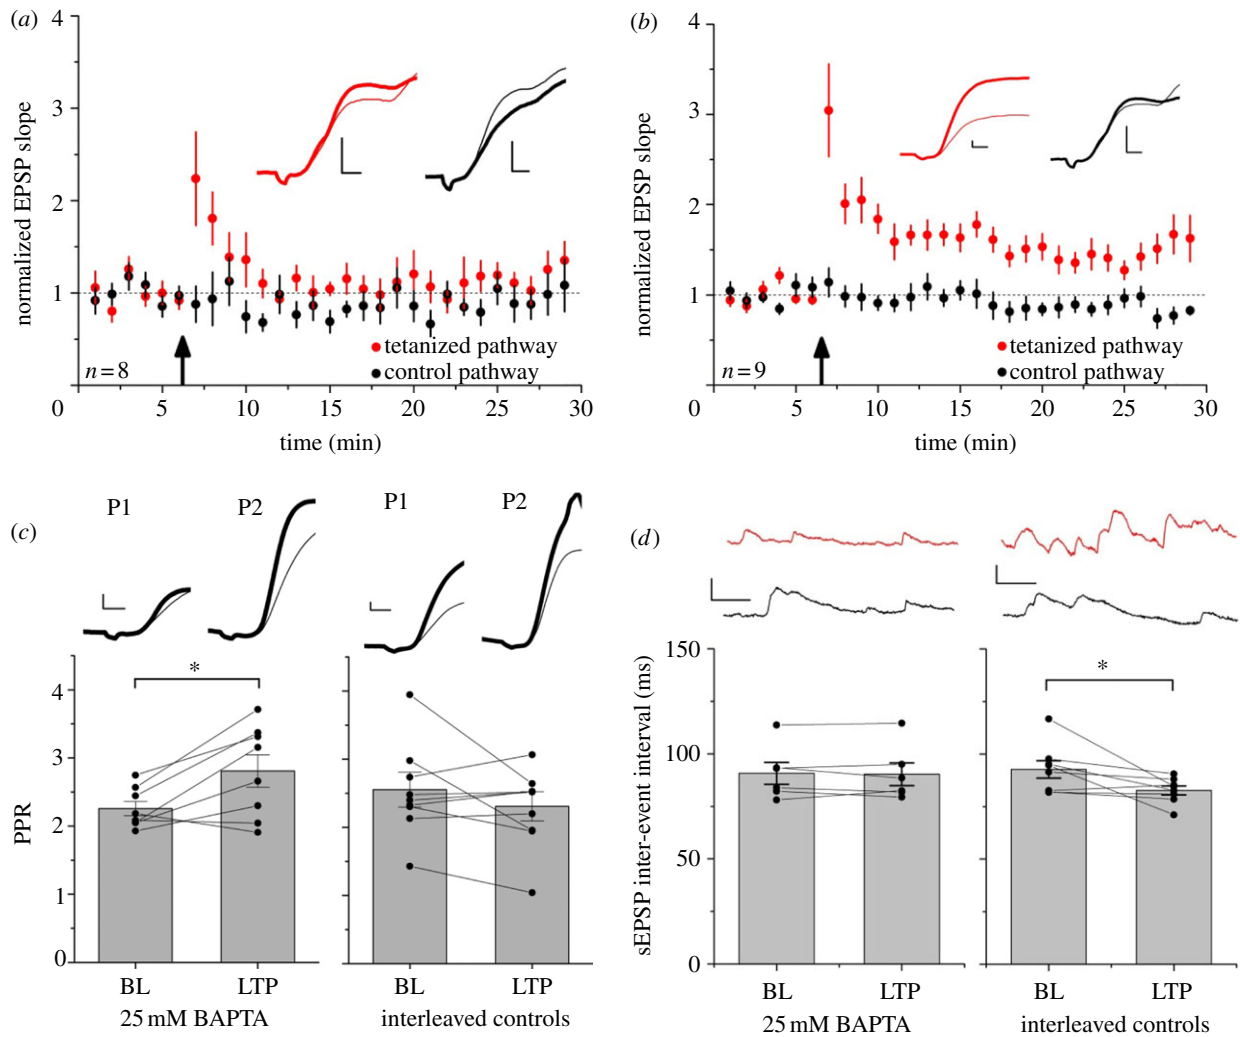 (a)
normalized EPSP slope
4
3
2
1
0
5
10
15
20
25
30
time (min)
n = 8
tetanized pathway
control pathway
(b)
normalized EPSP slope
4
3
2
1
0
5
10
15
20
25
30
time (min)
n = 9
tetanized pathway
control pathway
(c)
P1
P2
P1
P2
PPR
4
3
2
1
0
*
BL
LTP
25 mM BAPTA
BL
LTP
interleaved controls
(d)
sEPSP inter-event interval (ms)
150
100
50
0
*
BL
LTP
25 mM BAPTA
BL
LTP
interleaved controls